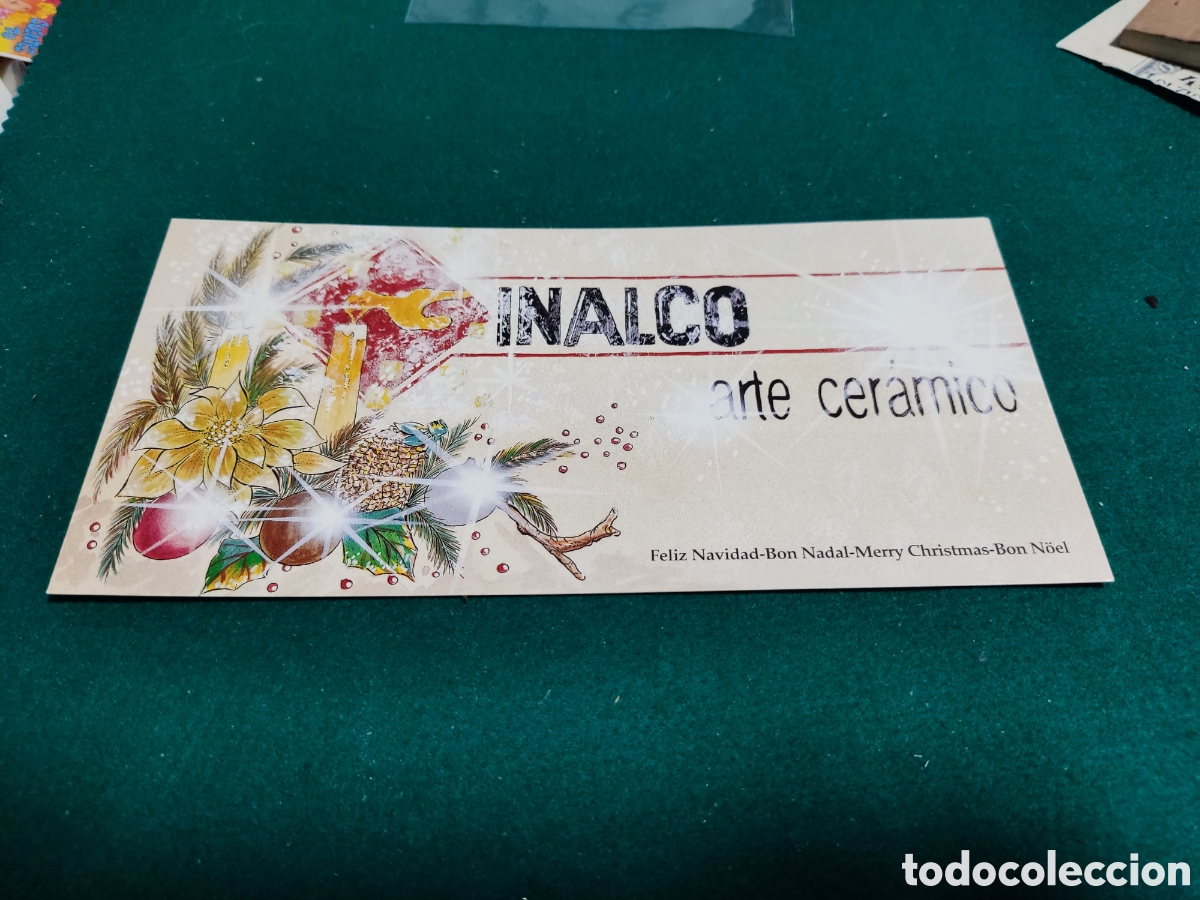 INALCO
arte cerámico
Feliz Navidad-Bon Nadal-Merry Christmas-Bon Nöel
todocoleccion